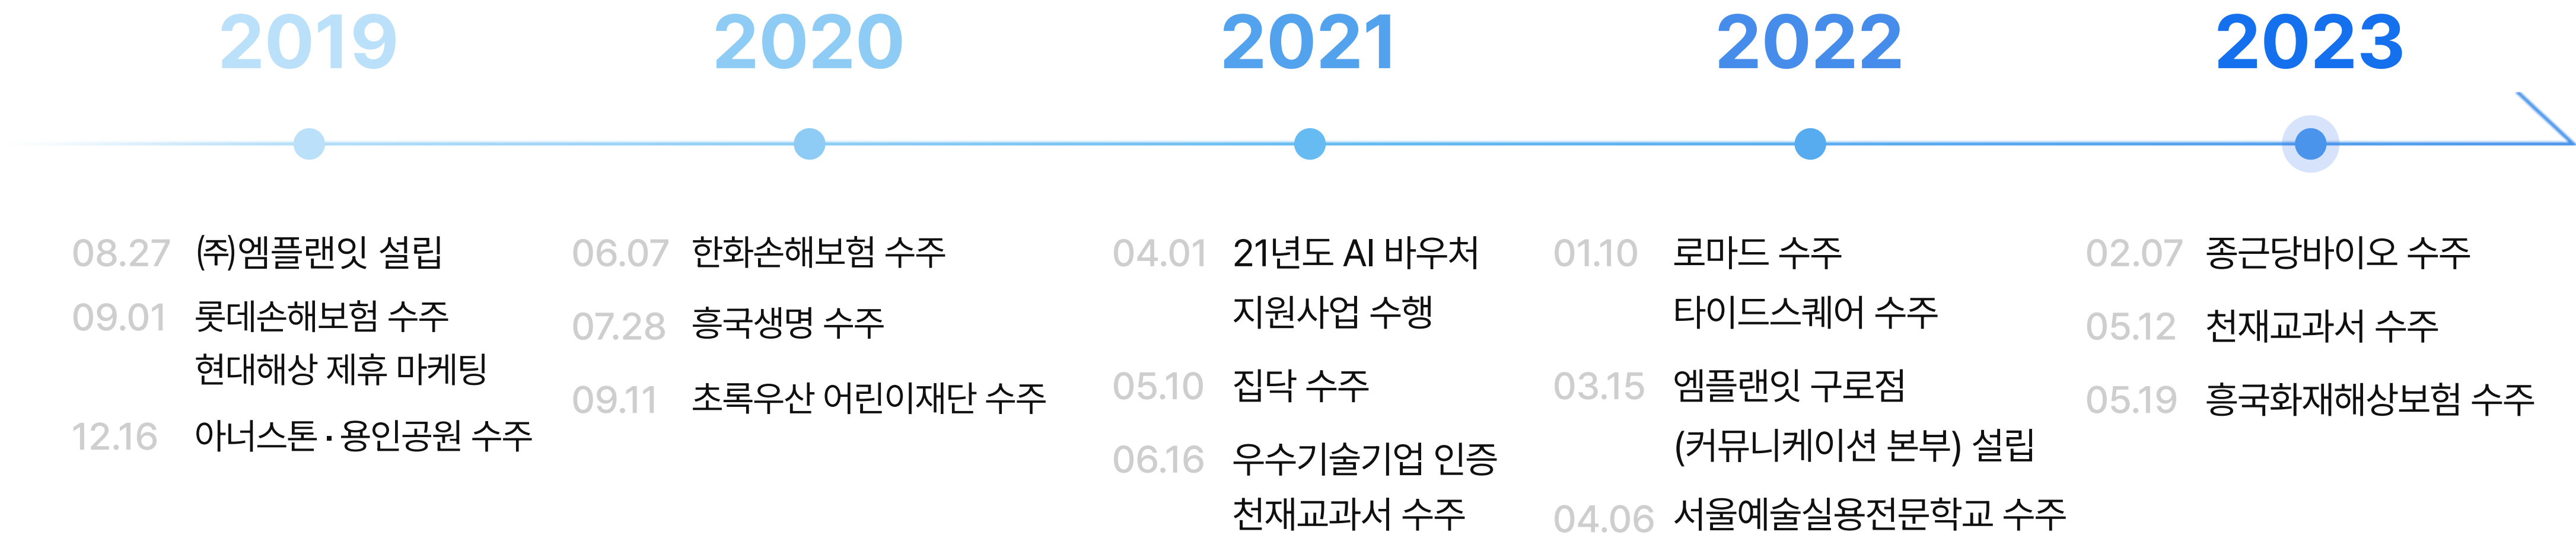 2019
08.27 ㈜엠플랜잇 설립
09.01 롯데손해보험 수주
현대해상 제휴 마케팅
12.16 아너스톤 · 용인공원 수주
2020
06.07 한화손해보험 수주
07.28 흥국생명 수주
09.11 초록우산 어린이재단 수주
2021
04.01 21년도 AI 바우처
지원사업 수행
05.10 집닥 수주
06.16 우수기술기업 인증
천재교과서 수주
2022
01.10 로마드 수주
타이드스퀘어 수주
03.15 엠플랜잇 구로점
(커뮤니케이션 본부) 설립
04.06 서울예술실용전문학교 수주
2023
02.07 종근당바이오 수주
05.12 천재교과서 수주
05.19 흥국화재해상보험 수주